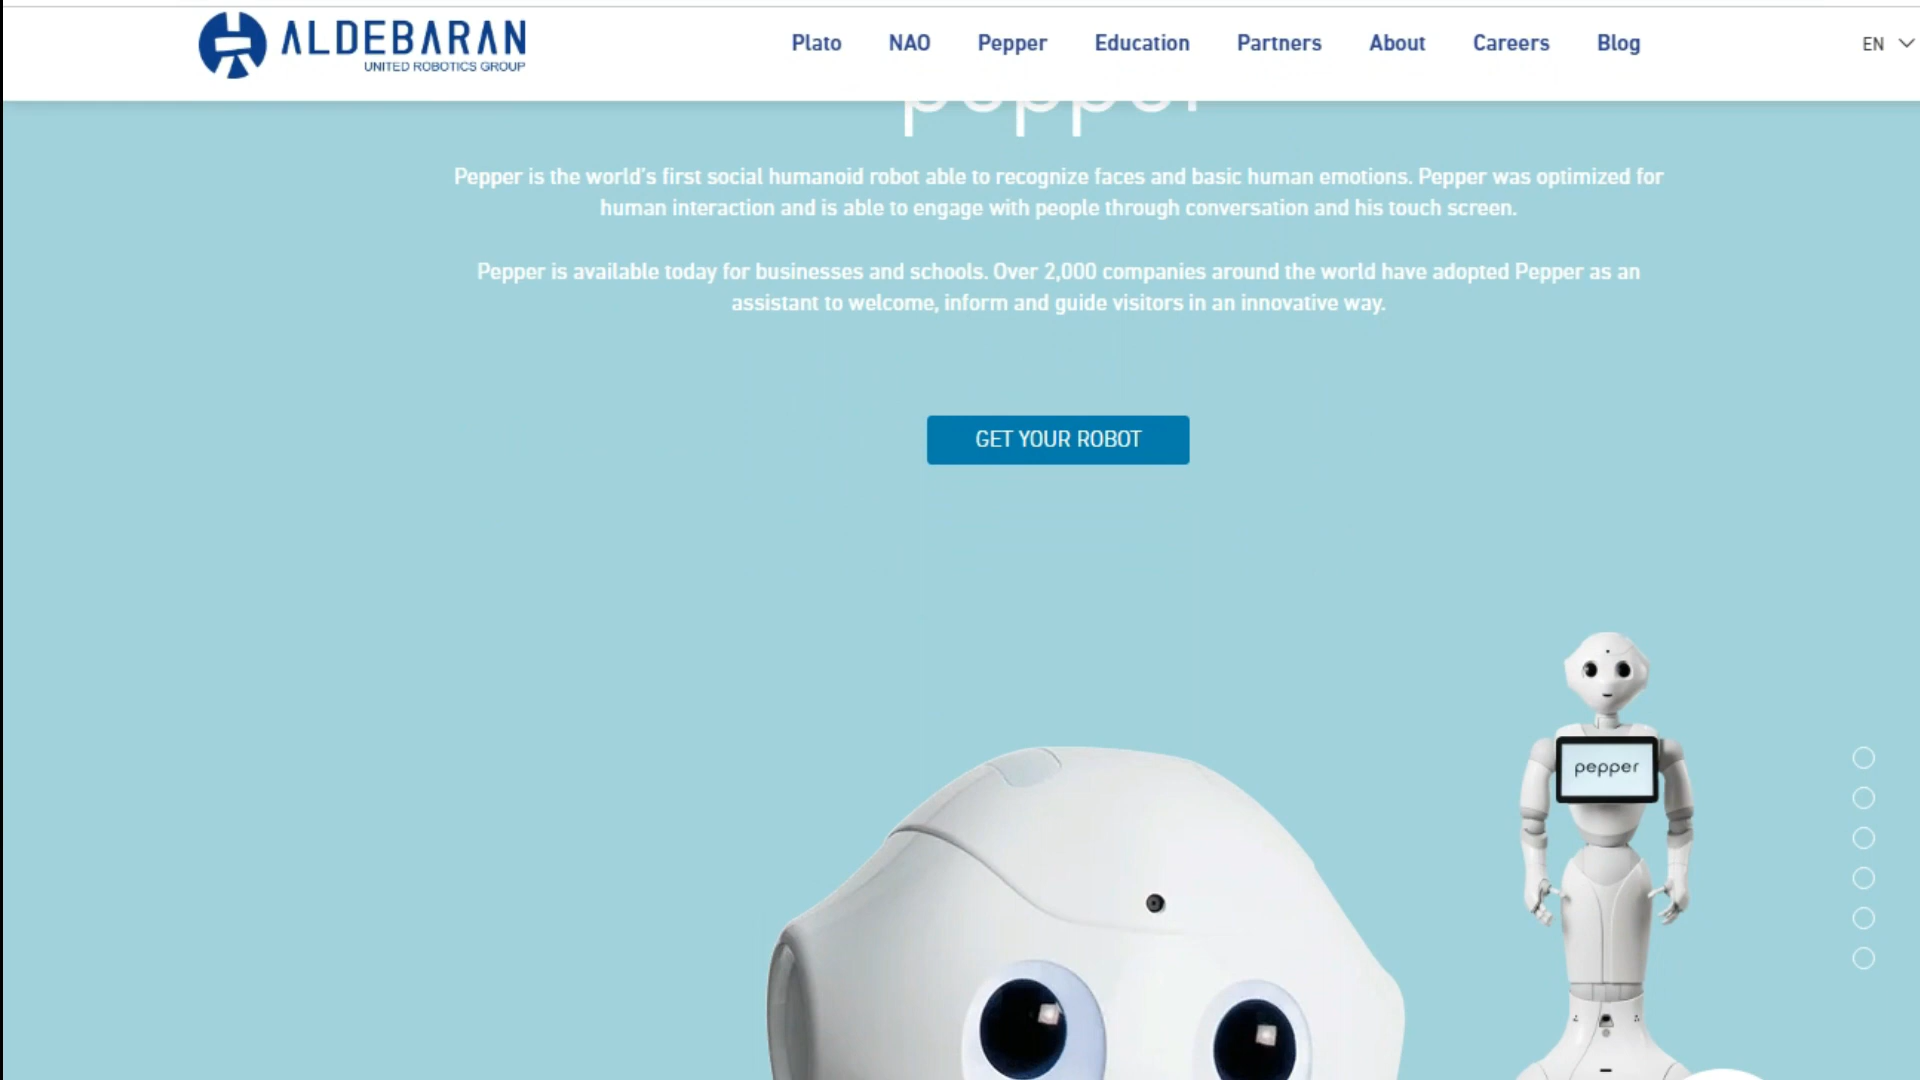 ALDEBARAN
UNITED ROBOTICS GROUP
Plato NAO Pepper Education Partners About Careers Blog EN
pepper
Pepper is the world's first social humanoid robot able to recognize faces and basic human emotions. Pepper was optimized for
human interaction and is able to engage with people through conversation and his touch screen.
Pepper is available today for businesses and schools. Over 2,000 companies around the world have adopted Pepper as an
assistant to welcome, inform and guide visitors in an innovative way.
GET YOUR ROBOT
pepper